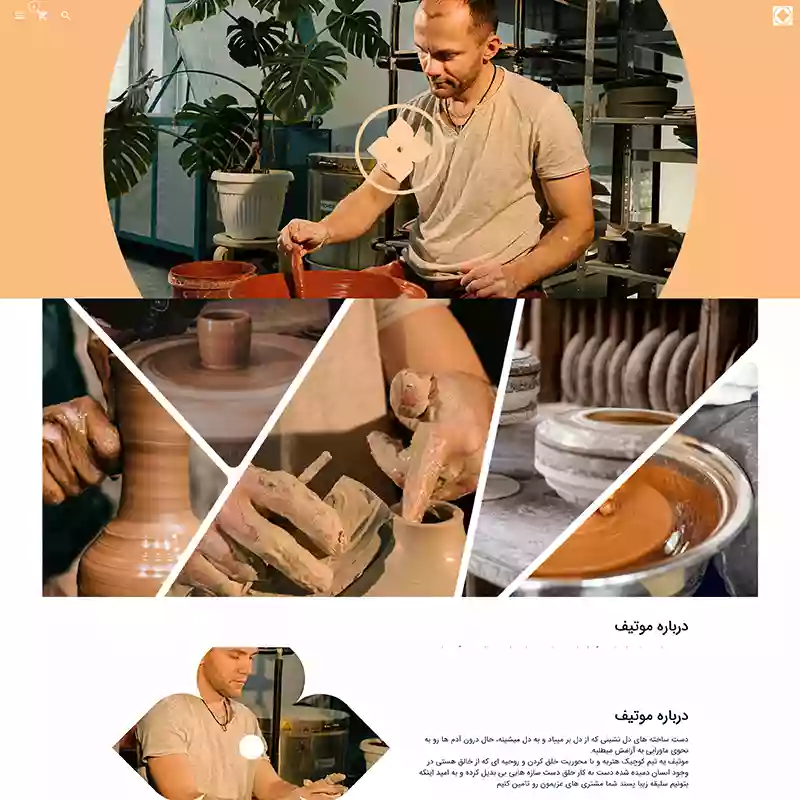 درباره موتیف
درباره موتیف
دست ساخته های دل نشینی که از دل بر مییاد و به دل میشینه، حال درون آدم ها رو به
نحوی ماورایی به آرامش میطلبه.
موتیف یه تیم کوچیک هنریه و با محوریت خلق کردن و روحیه ای که از خالق هستی در
وجود انسان دمیده شده دست به کار خلق دست سازه هایی بی بدیل کرده و به امید اینکه
بتونیم سلیقه زیبا پسند شما مشتری های عزیزمون رو تامین کنیم